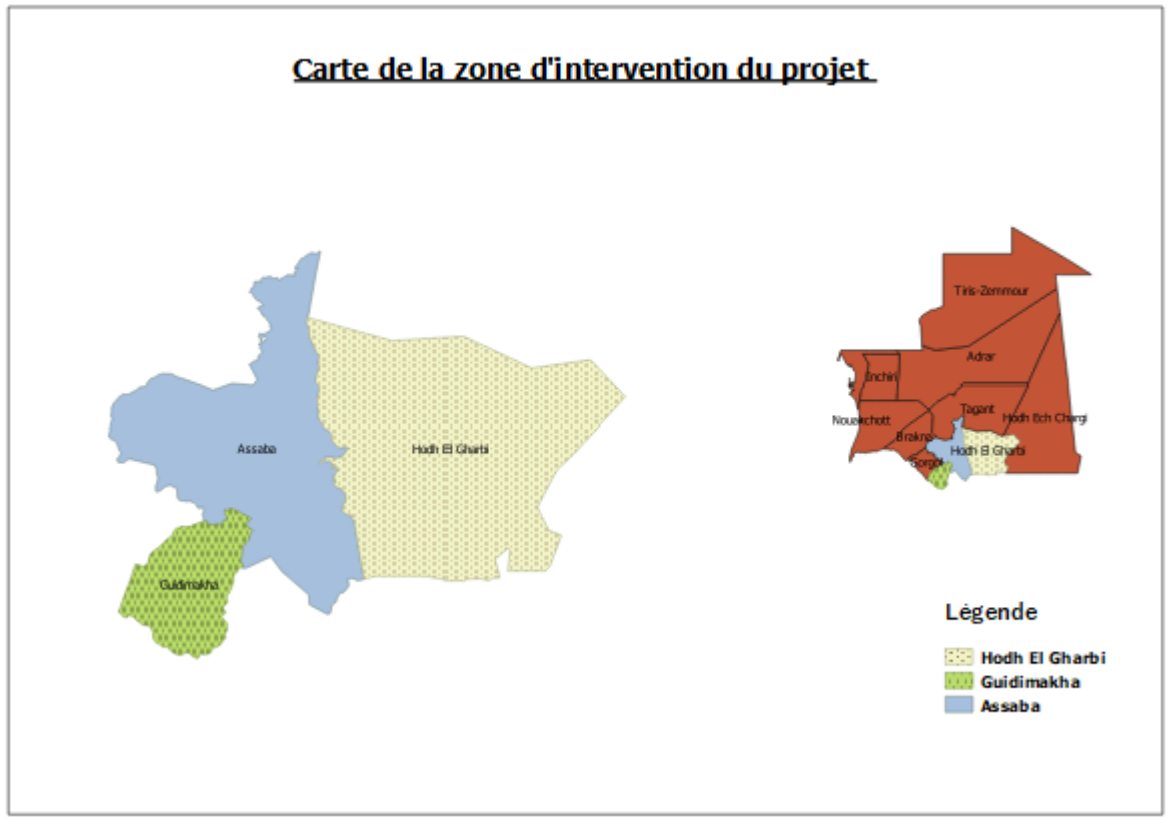 Carte de la zone d'intervention du projet
Assaba
Hodh El Gharbi
Guidimakha
Tiris-Zemmour
Adrar
Enchiri
Tagant
Nouakchott
Hodh Ech Chargi
Brakna
Hodh El Gharbi
Gorgol
Légende
Hodh El Gharbi
Guidimakha
Assaba